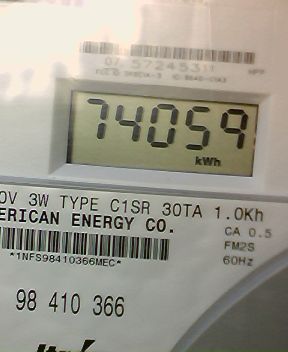 07 572453
74059
kWh
0V 3W TYPE C1SR 30TA 1.0Kh
ERICAN ENERGY CO.
CA 0.5
FM2S
*1NFS98410366MEC*
60Hz
98 410 366